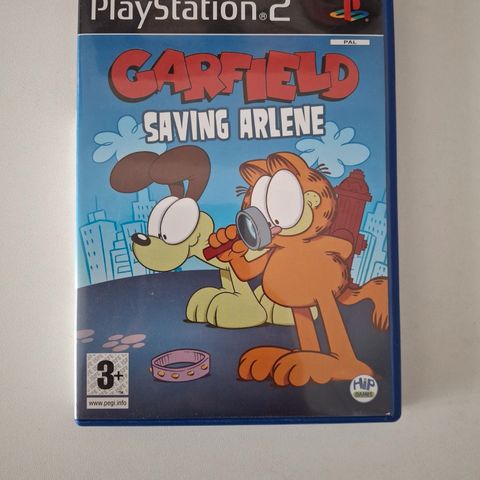 PlayStation®2
PAL
GARFIELD
SAVING ARLENE
3+
www.pegi.info
HiP
GAMES